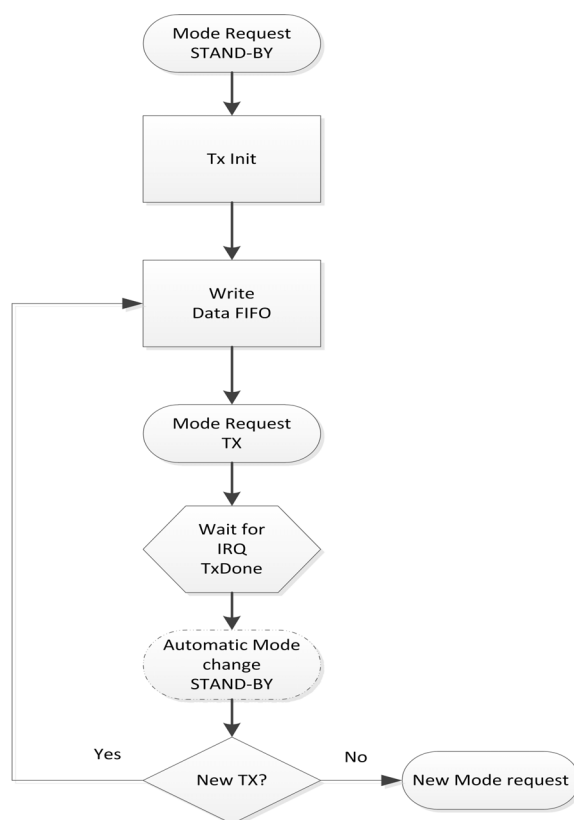 Mode Request
STAND-BY
Tx Init
Write
Data FIFO
Mode Request
TX
Wait for
IRQ
TxDone
Automatic Mode
change
STAND-BY
Yes
New TX?
No
New Mode request